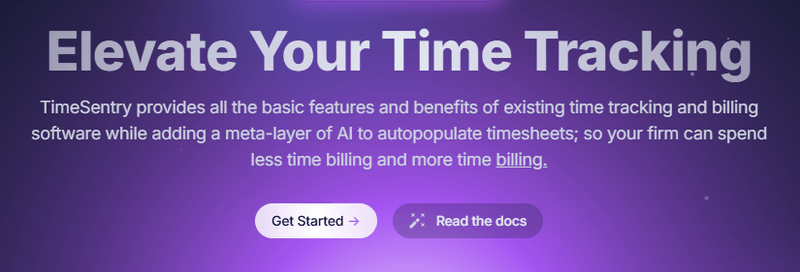 Elevate Your Time Tracking
TimeSentry provides all the basic features and benefits of existing time tracking and billing
software while adding a meta-layer of AI to autopopulate timesheets; so your firm can spend
less time billing and more time billing.
Get Started →
Read the docs